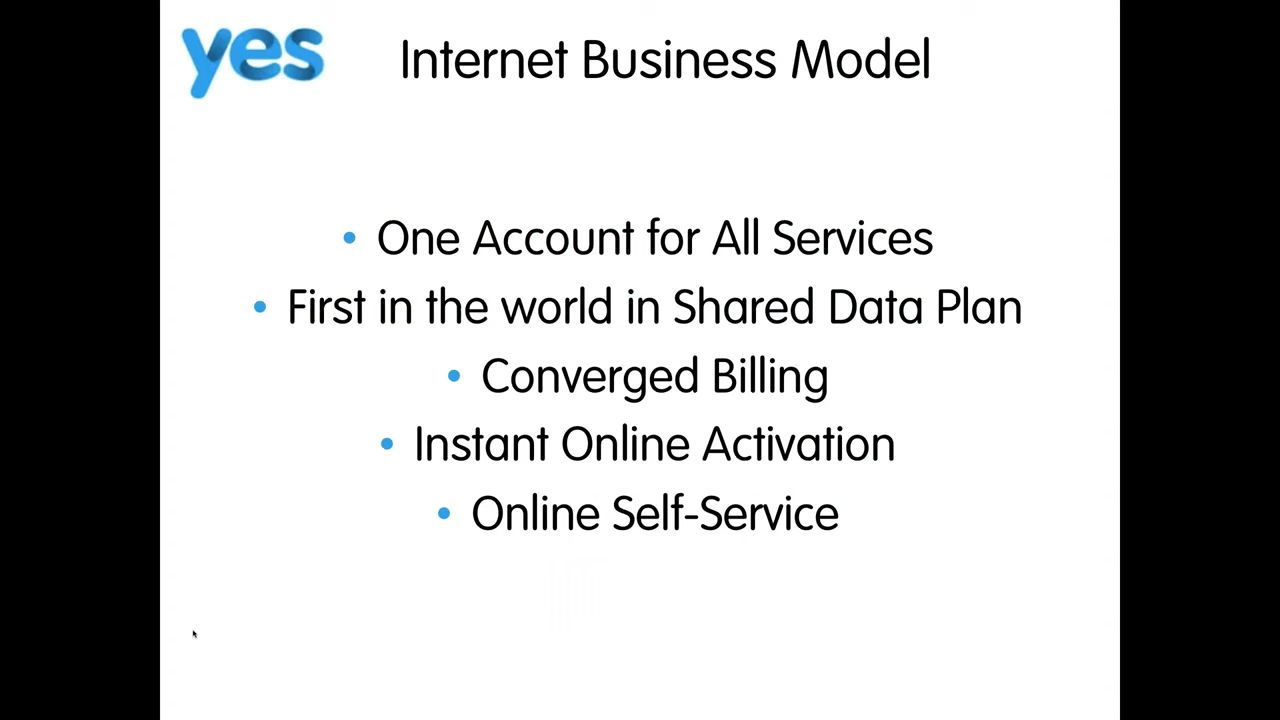 yes
Internet Business Model
• One Account for All Services
• First in the world in Shared Data Plan
• Converged Billing
• Instant Online Activation
• Online Self-Service